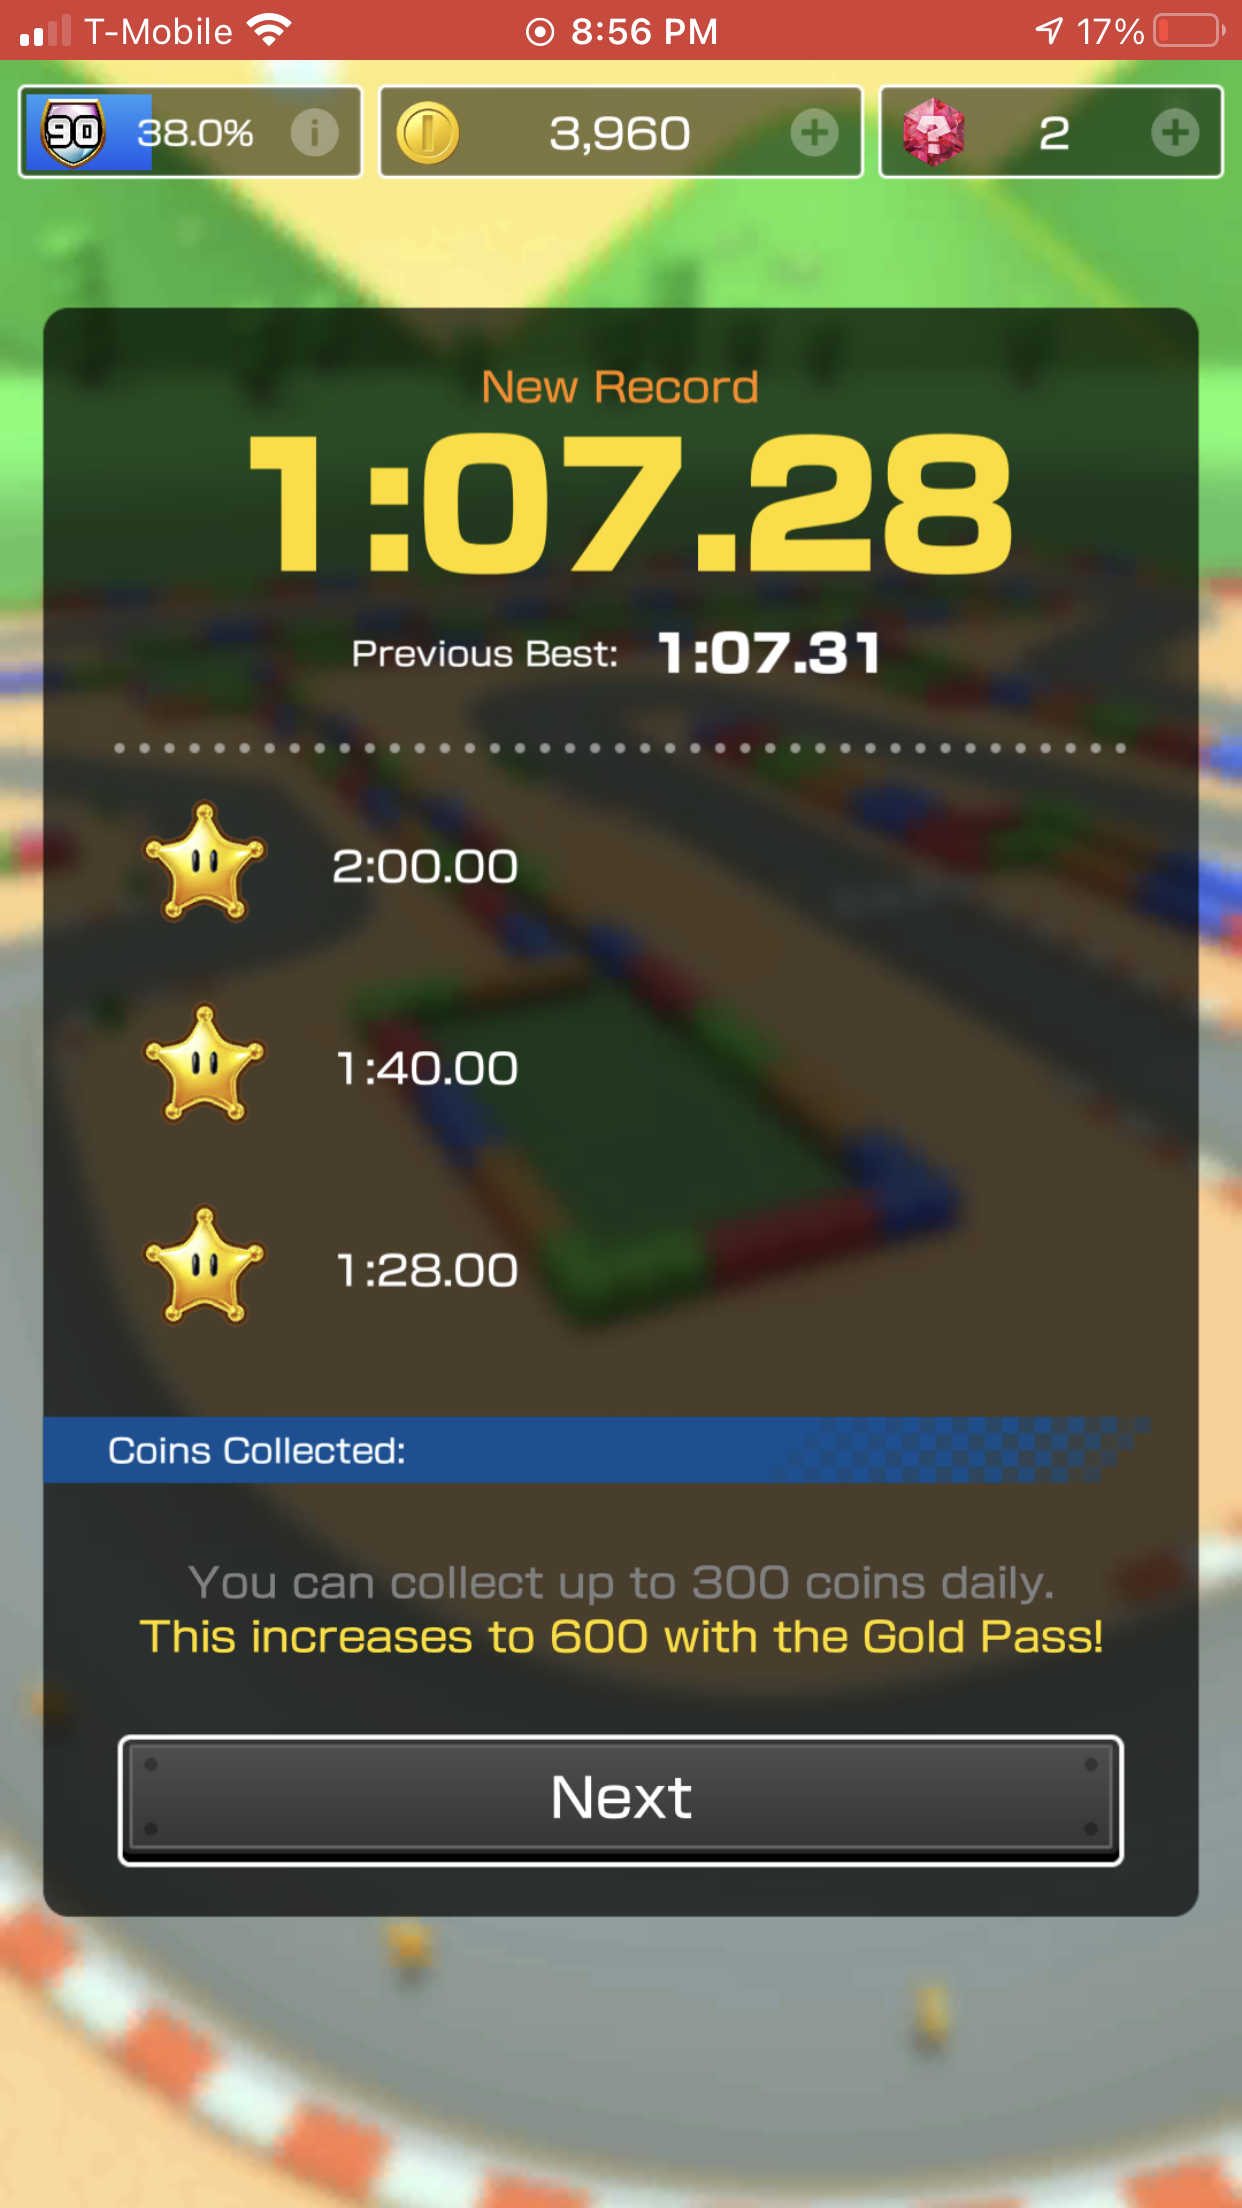 T-Mobile 8:56 PM 17%
90 38.0% i 3,960 + ? 2 +
New Record
1:07.28
Previous Best: 1:07.31
2:00.00
1:40.00
1:28.00
Coins Collected:
You can collect up to 300 coins daily.
This increases to 600 with the Gold Pass!
Next